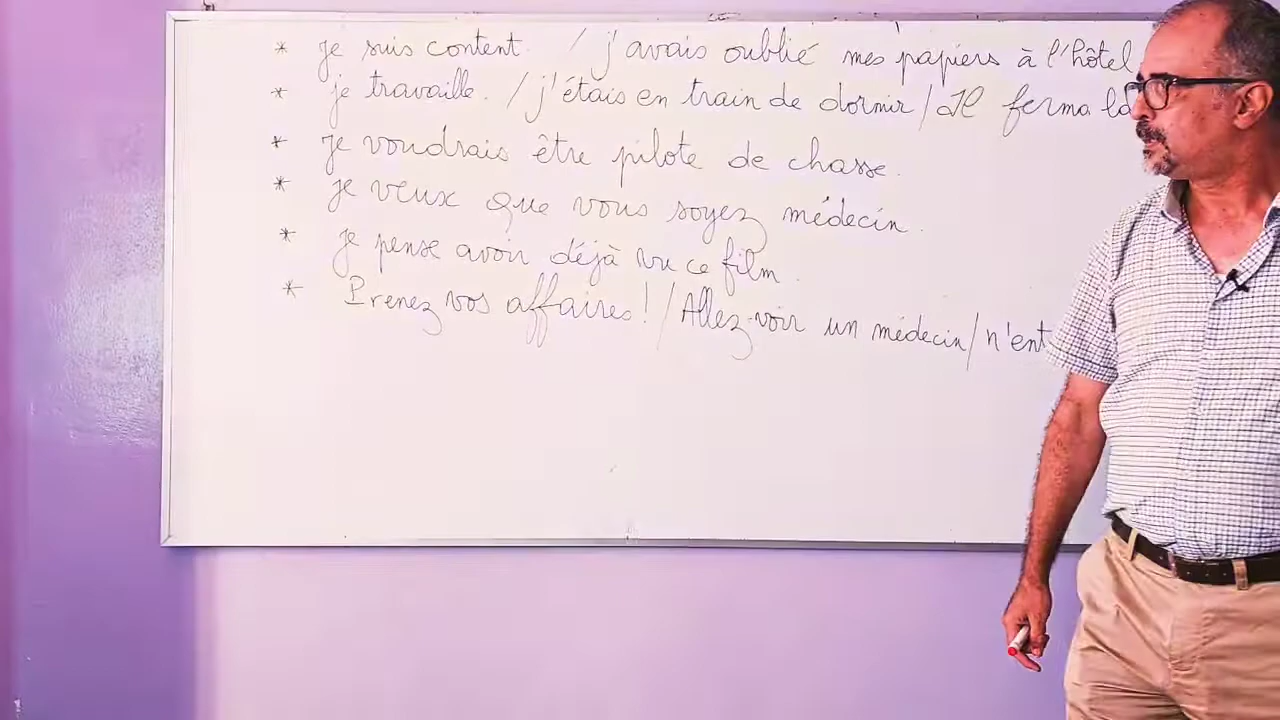 * je suis content. / j'avais oublié mes papiers à l'hôtel
* je travaille. / j'étais en train de dormir / Il ferma la
* je voudrais être pilote de chasse.
* je veux que vous soyez médecin.
* je pense avoir déjà vu ce film.
* Prenez vos affaires! / Allez-voir un médecin / n'ent